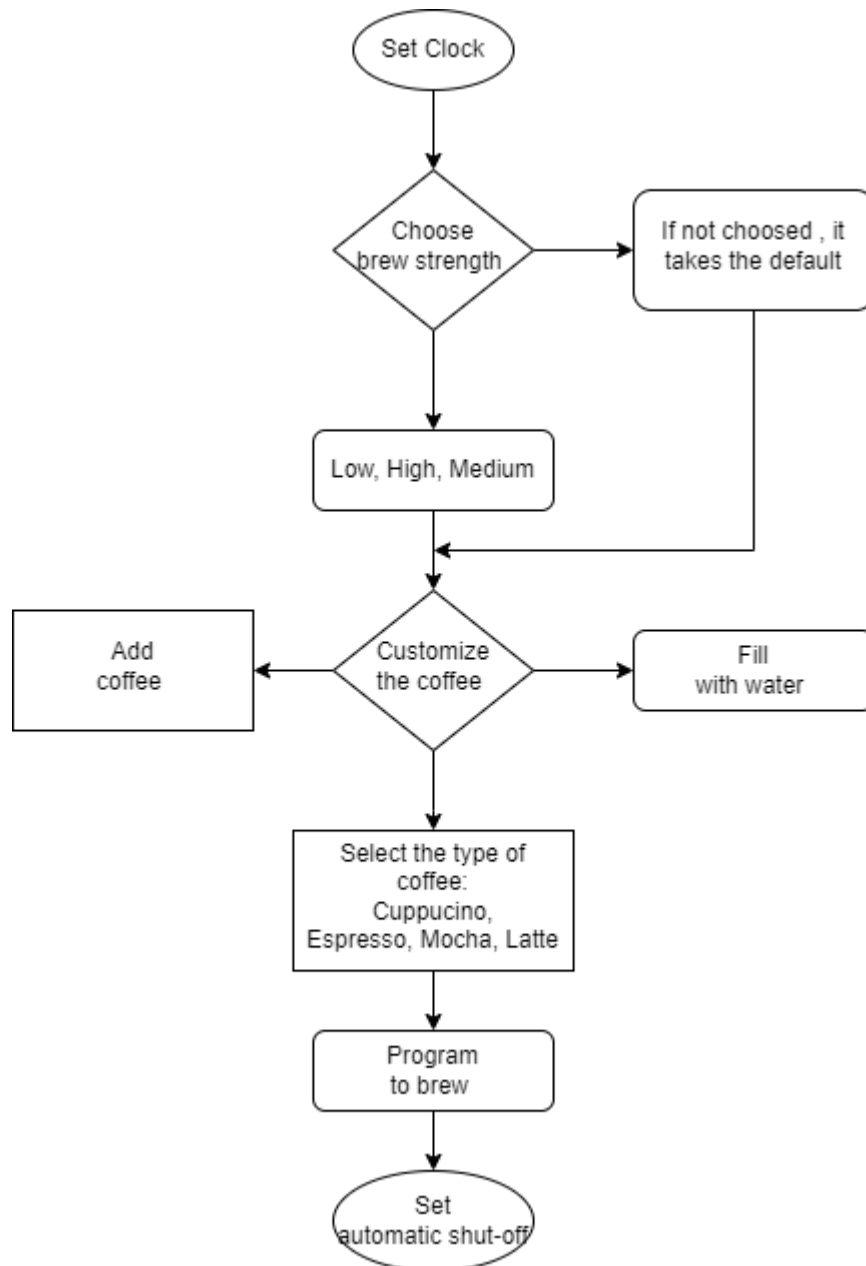 Set Clock
Choose
brew strength
If not choosed , it
takes the default
Low, High, Medium
Add
coffee
Customize
the coffee
Fill
with water
Select the type of
coffee:
Cuppucino,
Espresso, Mocha, Latte
Program
to brew
Set
automatic shut-off